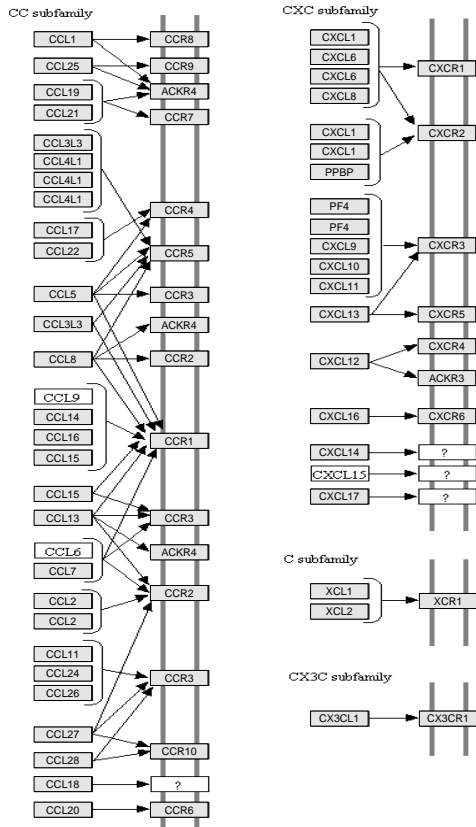 CC subfamily
CCL1
CCR8
CCL25
CCR9
ACKR4
CCL19
CCL21
CCR7
CCL3L3
CCL4L1
CCL4L1
CCL4L1
CCR4
CCL17
CCL22
CCR5
CCL5
CCR3
CCL3L3
ACKR4
CCL8
CCR2
CCL9
CCL14
CCL16
CCL15
CCR1
CCL15
CCL13
CCR3
CCL6
CCL7
ACKR4
CCR2
CCL2
CCL2
CCL11
CCL24
CCL26
CCR3
CCL27
CCL28
CCR10
CCL18
?
CCL20
CCR6
CXC subfamily
CXCL1
CXCL6
CXCL6
CXCL8
CXCR1
CXCR2
CXCL1
CXCL1
PPBP
PF4
PF4
CXCL9
CXCL10
CXCL11
CXCR3
CXCL13
CXCR5
CXCL12
CXCR4
ACKR3
CXCL16
CXCR6
CXCL14
?
CXCL15
?
CXCL17
?
C subfamily
XCL1
XCL2
XCR1
CX3C subfamily
CX3CL1
CX3CR1